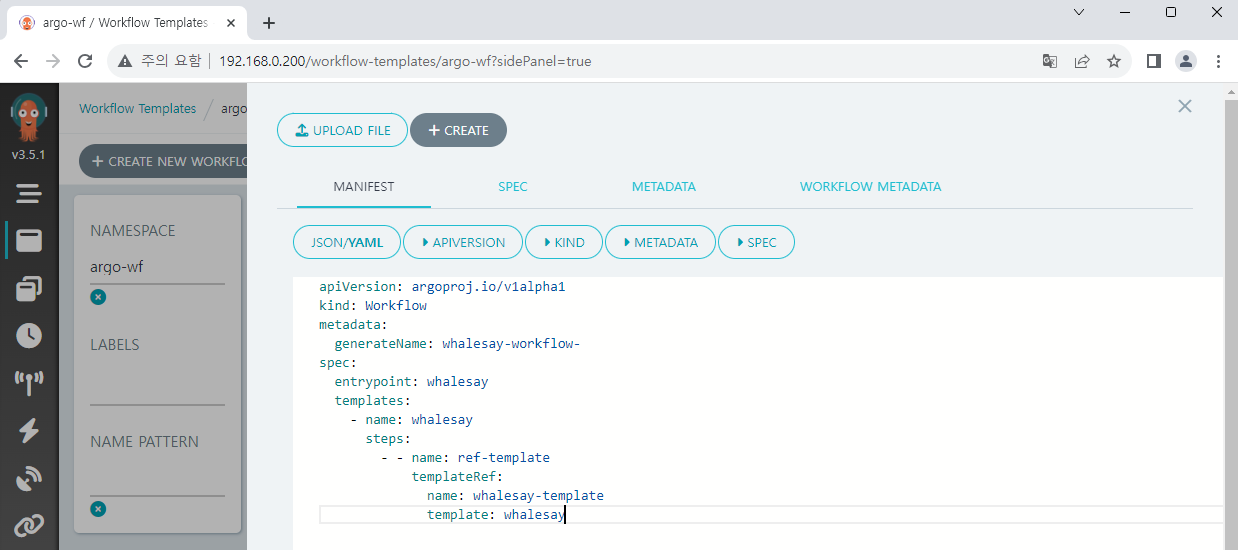 argo-wf / Workflow Templates
주의 요함 192.168.0.200/workflow-templates/argo-wf?sidePanel=true
v3.5.1
Workflow Templates / argo
+ CREATE NEW WORKFLO
NAMESPACE
argo-wf
LABELS
NAME PATTERN
UPLOAD FILE + CREATE
MANIFEST SPEC METADATA WORKFLOW METADATA
JSON/YAML APIVERSION KIND METADATA SPEC
apiVersion: argoproj.io/v1alpha1
kind: Workflow
metadata:
  generateName: whalesay-workflow-
spec:
  entrypoint: whalesay
  templates:
    - name: whalesay
      steps:
        - - name: ref-template
            templateRef:
              name: whalesay-template
              template: whalesay